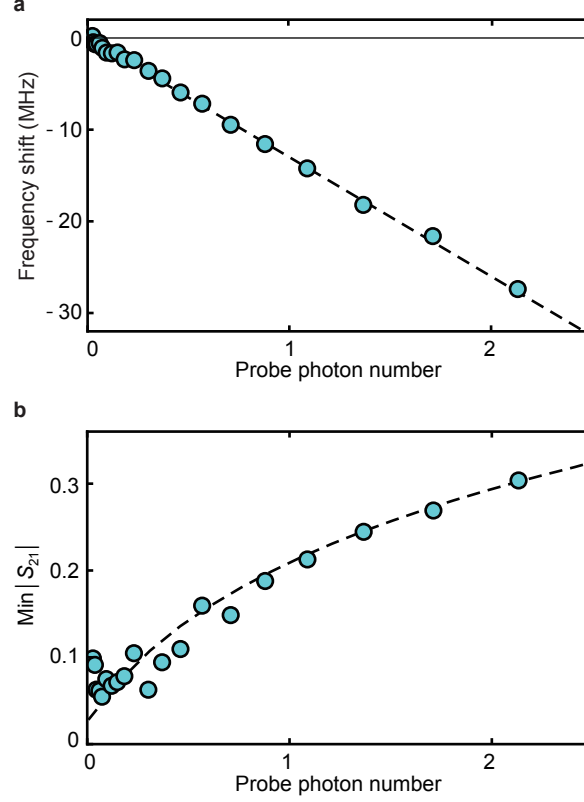 a
0
- 10
- 20
- 30
Frequency shift (MHz)
0 1 2
Probe photon number
b
0.3
0.2
0.1
0
Min | S21 |
0 1 2
Probe photon number